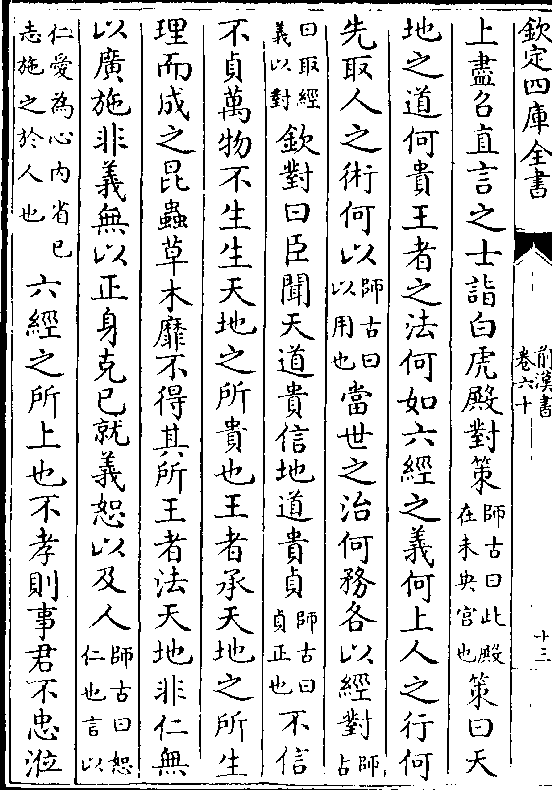 欽定四庫全書
前漢書
卷六十
十三
上盡召直言之士詣白虎殿對策師古曰此殿在未央宫也策曰天
地之道何貴王者之法何如六經之義何上人之行何
先取人之術何以師古曰以用也當世之治何務各以經對師古
曰取經義以對欽對曰臣聞天道貴信地道貴貞師古曰貞正也不信
不貞萬物不生生天地之所貴也王者承天地之所生
理而成之昆蟲草木靡不得其所王者法天地非仁無
以廣施非義無以正身克已就義恕以及人師古曰恕仁也言以
仁愛為心内省已志施之於人也六經之所上也不孝則事君不忠涖